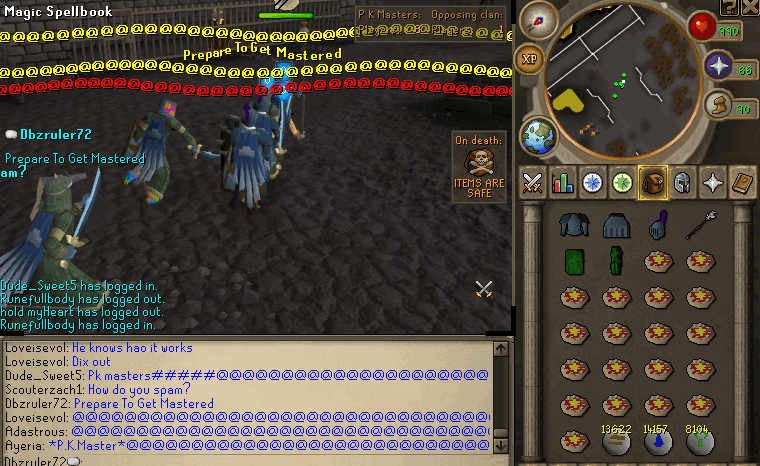 Magic Spellbook
P K Masters: Opposing clan:
@@@@@@@@@@@@@@@@@@@@@@@@@@@@@@@@@@@@@@@@
Prepare To Get Mastered
@@@@@@@@@@@@@@@@@@@@@@@@@@@@@@@@@@@@@@@@
@@@@@@@@@@@@@@@@@@@@@@@@@@@@@@@@@@@@@@@@
XP
Dbzruler72
Prepare To Get Mastered
am?
On death:
ITEMS ARE
SAFE
Dude_Sweet5 has logged in.
Runefullbody has logged out.
hold myHeart has logged out.
Runefullbody has logged in.
Loveisevol: He knows hao it works
Loveisevol: Dix out
Dude_Sweet5: Pk masters#####@@@@@@@@@@@@@@@@@@@@@
Scouterzach1: How do you spam?
Dbzruler72: Prepare To Get Mastered
Loveisevol: @@@@@@@@@@@@@@@@@@@@@@@@@@@@@@@@
Adastrous: @@@@@@@@@@@@@@@@@@@@@@@@@@@@@@@@
Ayeria: *P.K.Master*@@@@@@@@@@@@@@@@@@@@@@@@@@@@
Dbzruler72
13622 14157 8104